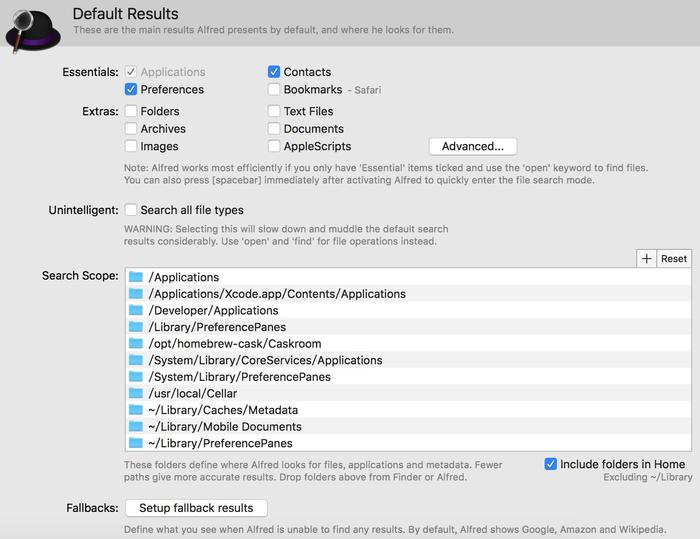 Default Results
These are the main results Alfred presents by default, and where he looks for them.
Essentials: Applications Contacts
Preferences Bookmarks - Safari
Extras: Folders Text Files
Archives Documents
Images AppleScripts Advanced...
Note: Alfred works most efficiently if you only have 'Essential' items ticked and use the 'open' keyword to find files.
You can also press [spacebar] immediately after activating Alfred to quickly enter the file search mode.
Unintelligent: Search all file types
WARNING: Selecting this will slow down and muddle the default search
results considerably. Use 'open' and 'find' for file operations instead.
+ Reset
Search Scope: /Applications
/Applications/Xcode.app/Contents/Applications
/Developer/Applications
/Library/PreferencePanes
/opt/homebrew-cask/Caskroom
/System/Library/CoreServices/Applications
/System/Library/PreferencePanes
/usr/local/Cellar
~/Library/Caches/Metadata
~/Library/Mobile Documents
~/Library/PreferencePanes
These folders define where Alfred looks for files, applications and metadata. Fewer
paths give more accurate results. Drop folders above from Finder or Alfred.
Include folders in Home
Excluding ~/Library
Fallbacks: Setup fallback results
Define what you see when Alfred is unable to find any results. By default, Alfred shows Google, Amazon and Wikipedia.